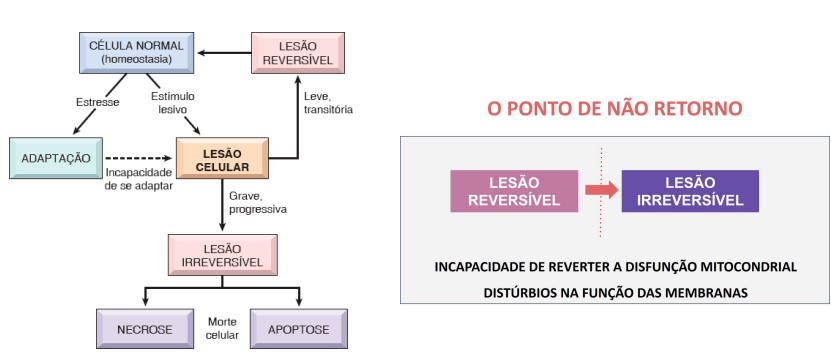 CÉLULA NORMAL
(homeostasia)
LESÃO
REVERSÍVEL
Estresse
Estímulo
lesivo
Leve,
transitória
ADAPTAÇÃO
Incapacidade
de se adaptar
LESÃO
CELULAR
Grave,
progressiva
LESÃO
IRREVERSÍVEL
NECROSE
Morte
celular
APOPTOSE
O PONTO DE NÃO RETORNO
LESÃO
REVERSÍVEL
LESÃO
IRREVERSÍVEL
INCAPACIDADE DE REVERTER A DISFUNÇÃO MITOCONDRIAL
DISTÚRBIOS NA FUNÇÃO DAS MEMBRANAS